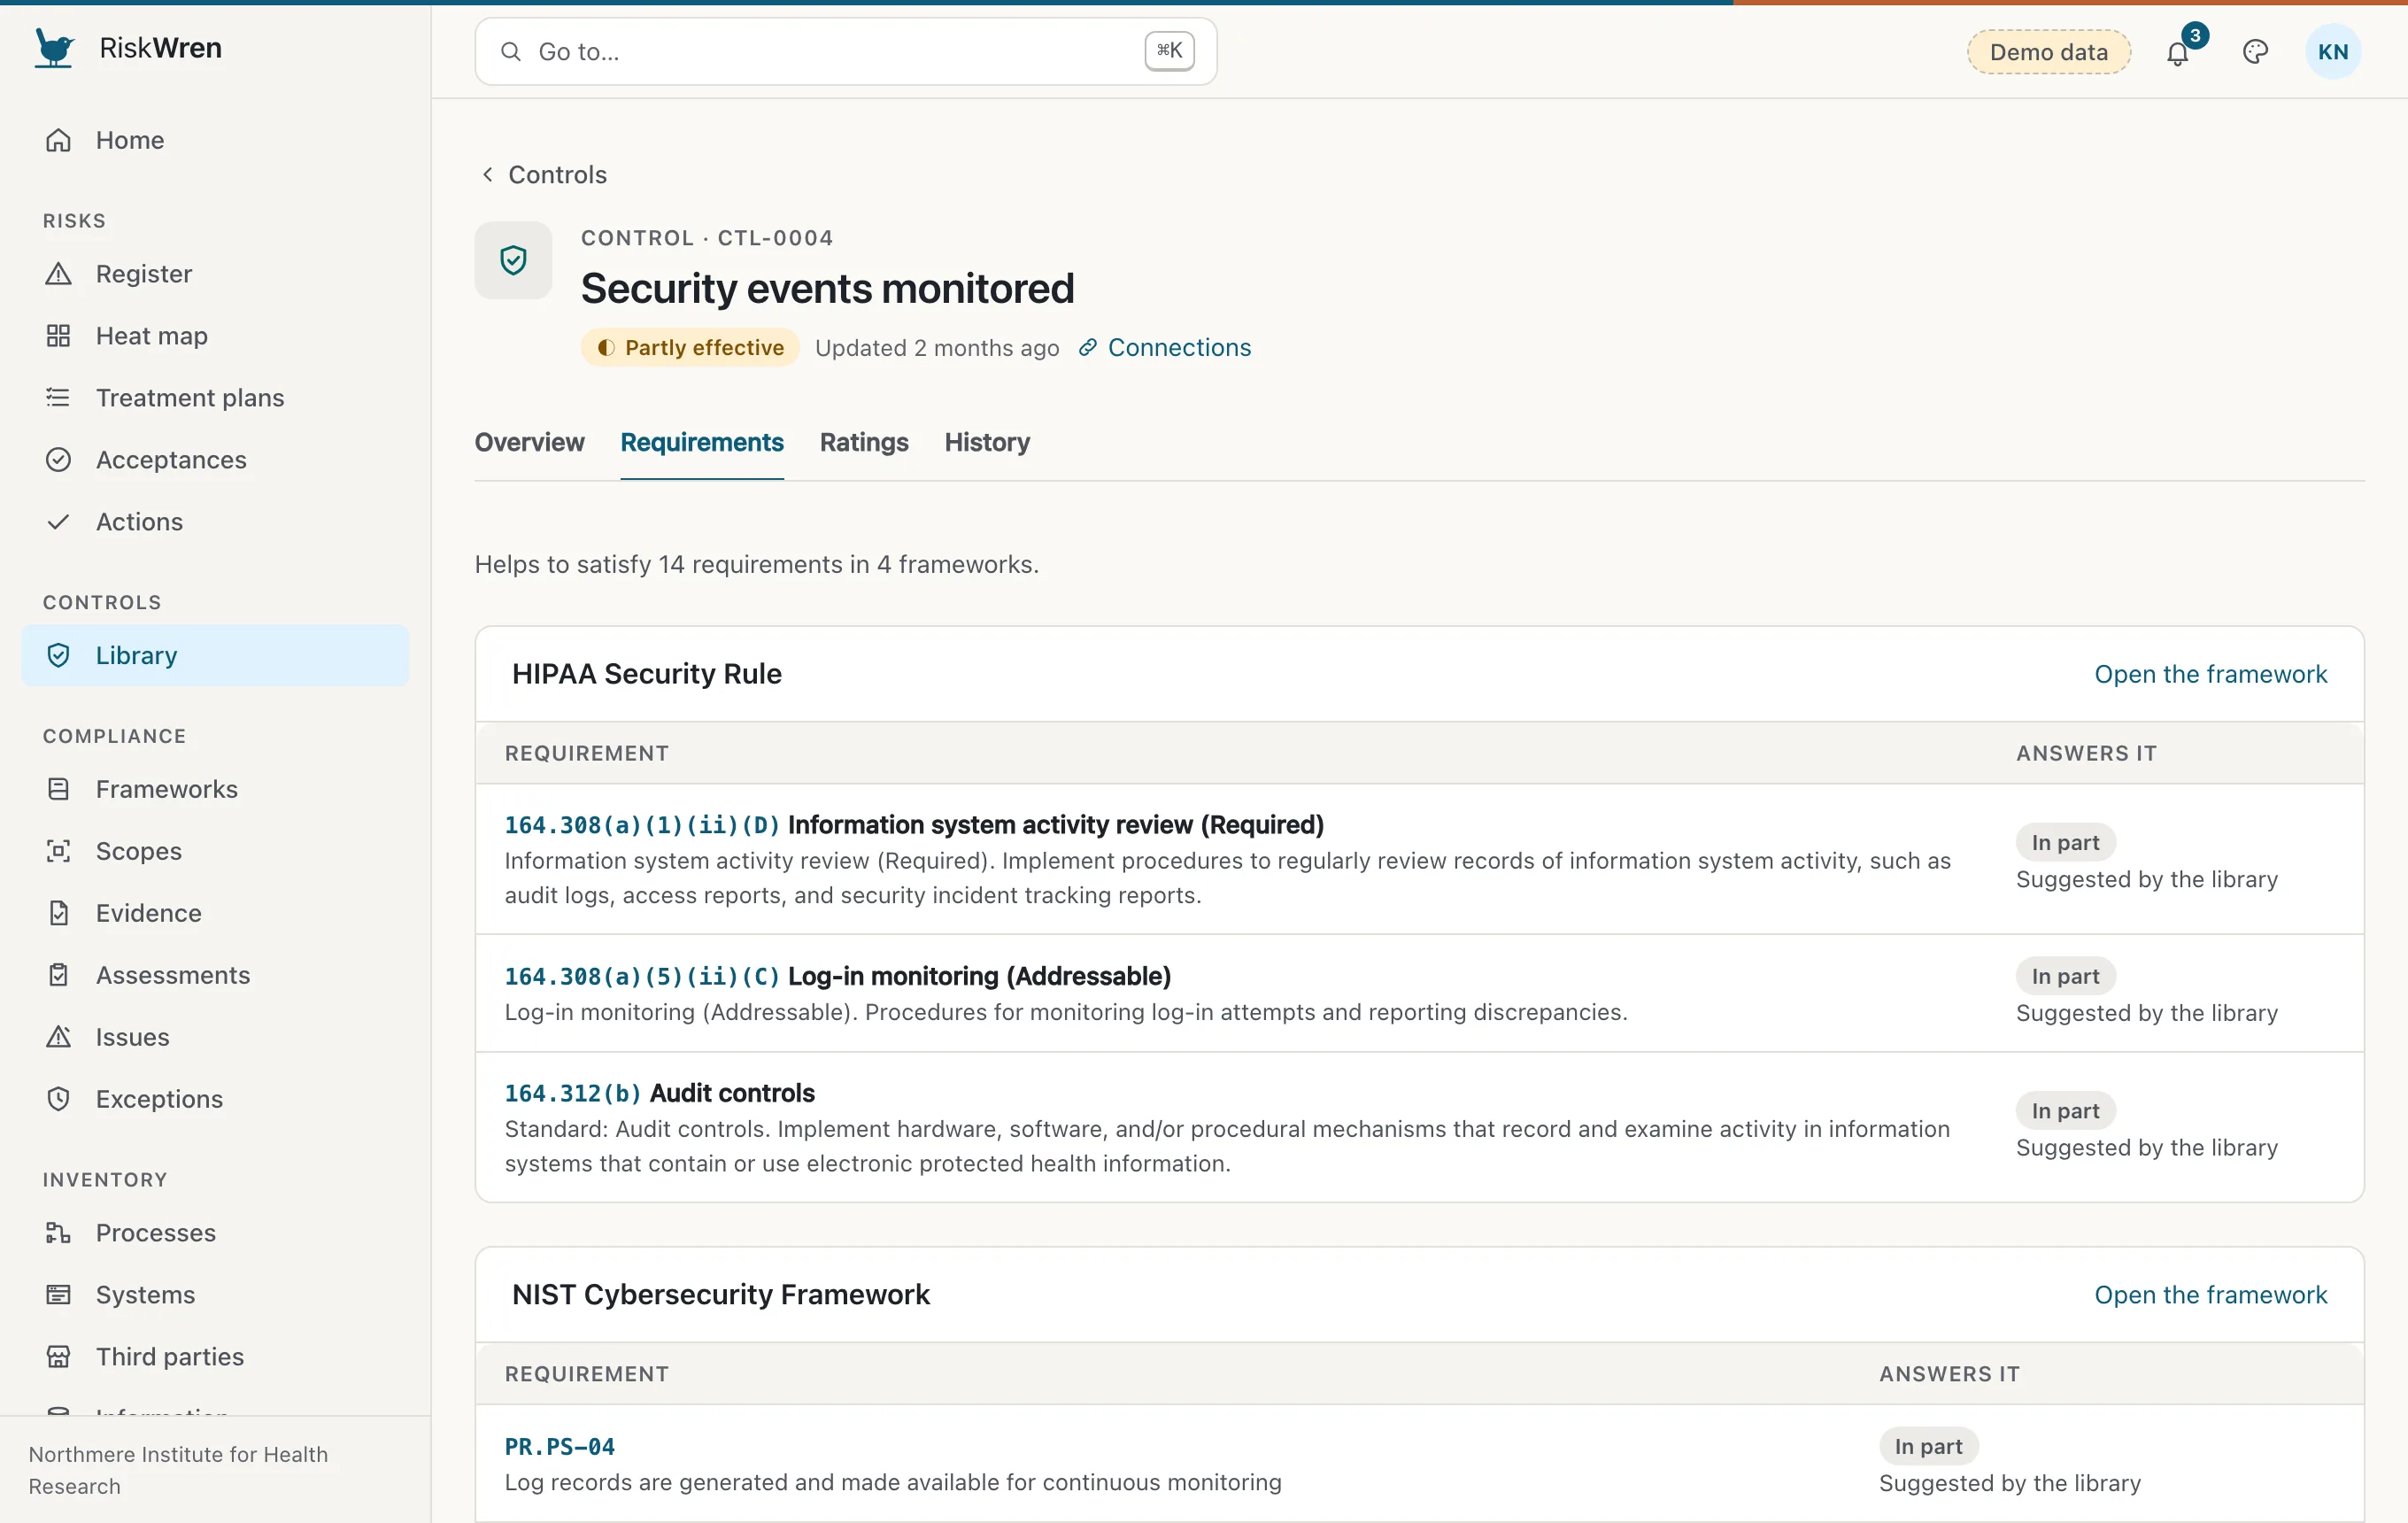 RiskWren
Go to...
⌘K
Demo data
3
KN
Home
RISKS
Register
Heat map
Treatment plans
Acceptances
Actions
CONTROLS
Library
COMPLIANCE
Frameworks
Scopes
Evidence
Assessments
Issues
Exceptions
INVENTORY
Processes
Systems
Third parties
Information
Northmere Institute for Health
Research
Controls
CONTROL · CTL-0004
Security events monitored
Partly effective
Updated 2 months ago
Connections
Overview
Requirements
Ratings
History
Helps to satisfy 14 requirements in 4 frameworks.
HIPAA Security Rule
Open the framework
REQUIREMENT
ANSWERS IT
164.308(a)(1)(ii)(D) Information system activity review (Required)
Information system activity review (Required). Implement procedures to regularly review records of information system activity, such as
audit logs, access reports, and security incident tracking reports.
In part
Suggested by the library
164.308(a)(5)(ii)(C) Log-in monitoring (Addressable)
Log-in monitoring (Addressable). Procedures for monitoring log-in attempts and reporting discrepancies.
In part
Suggested by the library
164.312(b) Audit controls
Standard: Audit controls. Implement hardware, software, and/or procedural mechanisms that record and examine activity in information
systems that contain or use electronic protected health information.
In part
Suggested by the library
NIST Cybersecurity Framework
Open the framework
REQUIREMENT
ANSWERS IT
PR.PS-04
Log records are generated and made available for continuous monitoring
In part
Suggested by the library